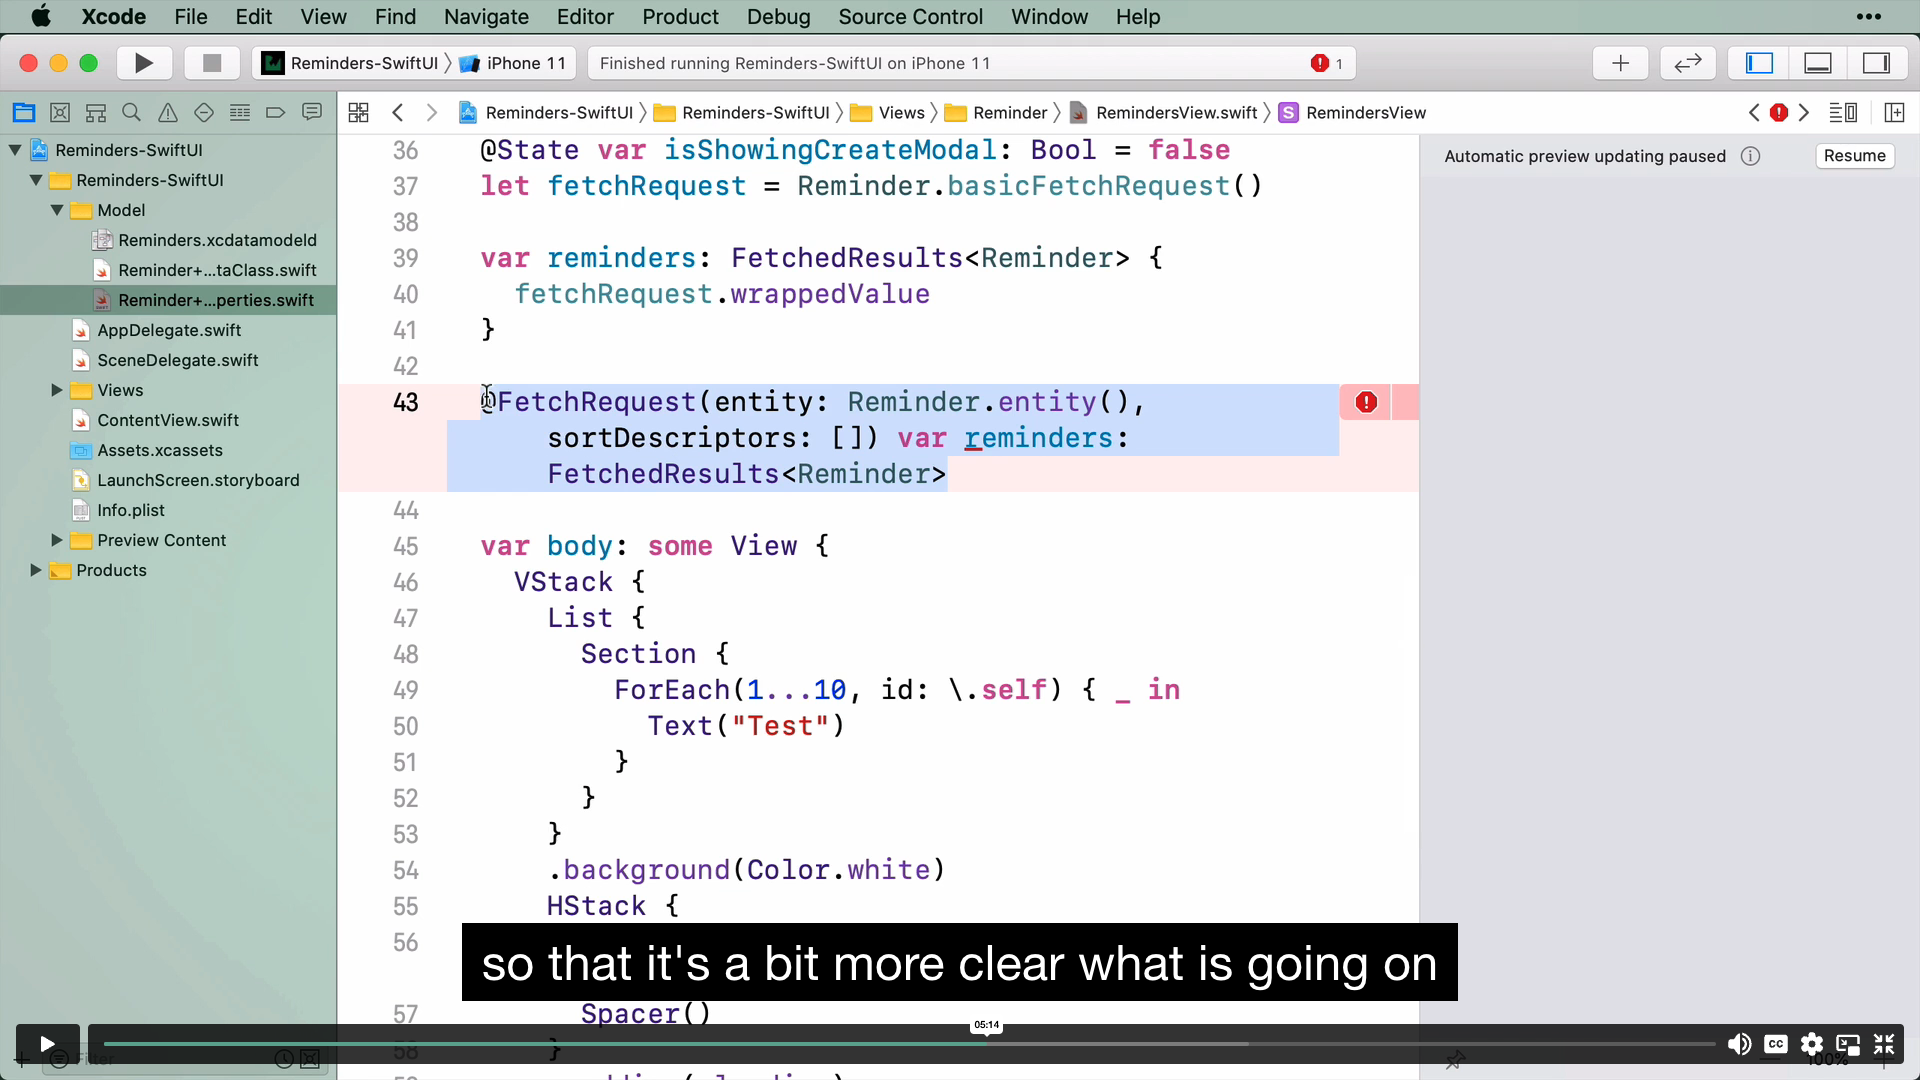 Xcode File Edit View Find Navigate Editor Product Debug Source Control Window Help
Reminders-SwiftUI iPhone 11 Finished running Reminders-SwiftUI on iPhone 11 1
Reminders-SwiftUI Reminders-SwiftUI Views Reminder RemindersView.swift S RemindersView
Automatic preview updating paused Resume
Reminders-SwiftUI
Reminders-SwiftUI
Model
Reminders.xcdatamodeld
Reminder+...taClass.swift
Reminder+...perties.swift
AppDelegate.swift
SceneDelegate.swift
Views
ContentView.swift
Assets.xcassets
LaunchScreen.storyboard
Info.plist
Preview Content
Products
36 @State var isShowingCreateModal: Bool = false
37 let fetchRequest = Reminder.basicFetchRequest()
38
39 var reminders: FetchedResults<Reminder> {
40 fetchRequest.wrappedValue
41 }
42
43 @FetchRequest(entity: Reminder.entity(),
sortDescriptors: []) var reminders:
FetchedResults<Reminder>
44
45 var body: some View {
46 VStack {
47 List {
48 Section {
49 ForEach(1...10, id: \.self) { _ in
50 Text("Test")
51 }
52 }
53 }
54 .background(Color.white)
55 HStack {
56
so that it's a bit more clear what is going on
57 Spacer()
05:14
58 }
Filter
CC
100%